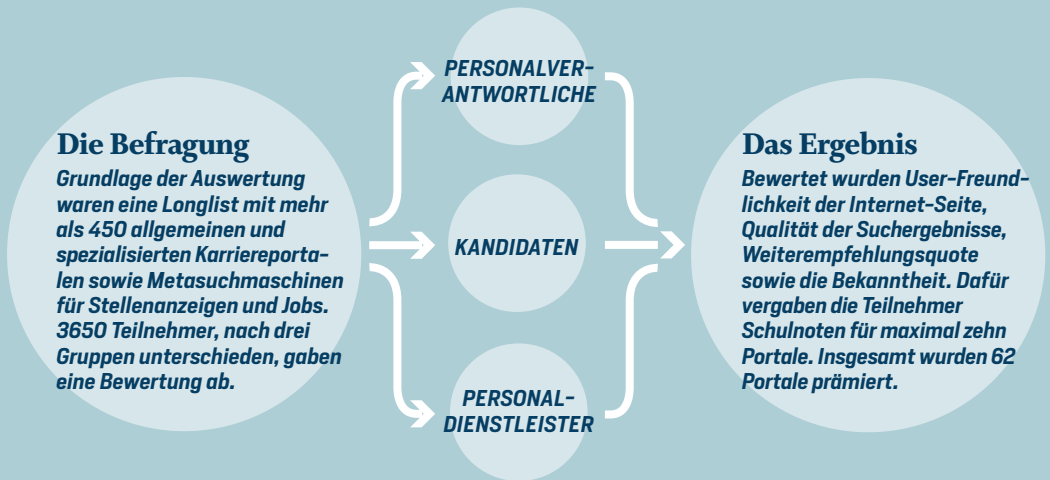 Die Befragung
Grundlage der Auswertung
waren eine Longlist mit mehr
als 450 allgemeinen und
spezialisierten Karriereporta-
len sowie Metasuchmaschinen
für Stellenanzeigen und Jobs.
3650 Teilnehmer, nach drei
Gruppen unterschieden, gaben
eine Bewertung ab.
PERSONALVER-
ANTWORTLICHE
KANDIDATEN
PERSONAL-
DIENSTLEISTER
Das Ergebnis
Bewertet wurden User-Freund-
lichkeit der Internet-Seite,
Qualität der Suchergebnisse,
Weiterempfehlungsquote
sowie die Bekanntheit. Dafür
vergaben die Teilnehmer
Schulnoten für maximal zehn
Portale. Insgesamt wurden 62
Portale prämiert.